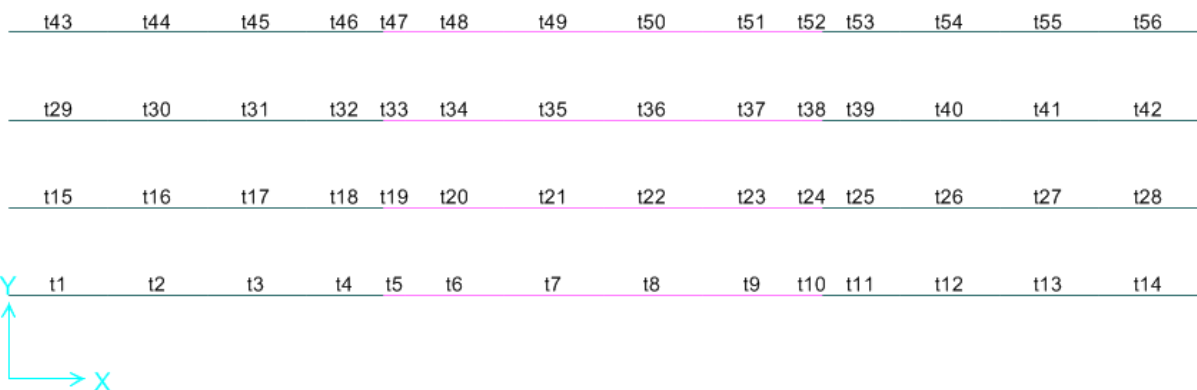 t43 t44 t45 t46 t47 t48 t49 t50 t51 t52 t53 t54 t55 t56
t29 t30 t31 t32 t33 t34 t35 t36 t37 t38 t39 t40 t41 t42
t15 t16 t17 t18 t19 t20 t21 t22 t23 t24 t25 t26 t27 t28
Y t1 t2 t3 t4 t5 t6 t7 t8 t9 t10 t11 t12 t13 t14
X